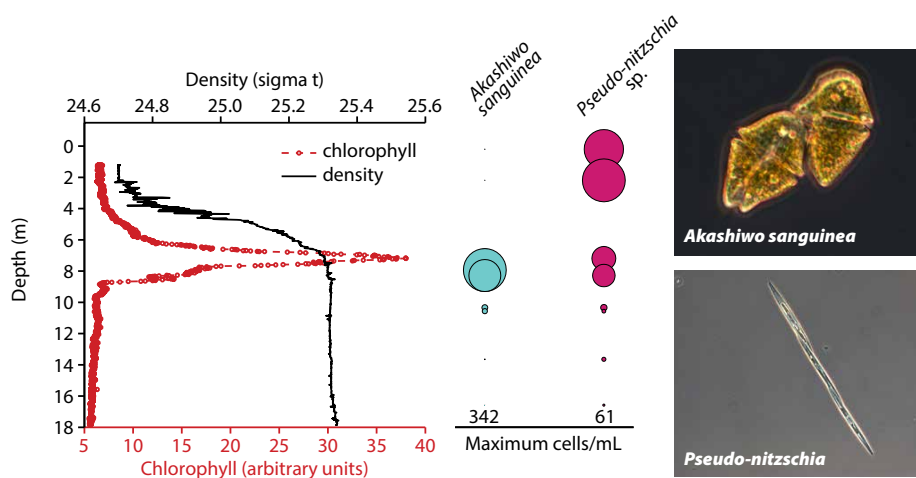 Density (sigma t)
24.6 24.8 25.0 25.2 25.4 25.6
chlorophyll
density
Depth (m)
0
2
4
6
8
10
12
14
16
18
5 10 15 20 25 30 35 40
Chlorophyll (arbitrary units)
Akashiwo
sanguinea
Pseudo-nitzschia
sp.
342 61
Maximum cells/mL
Akashiwo sanguinea
Pseudo-nitzschia